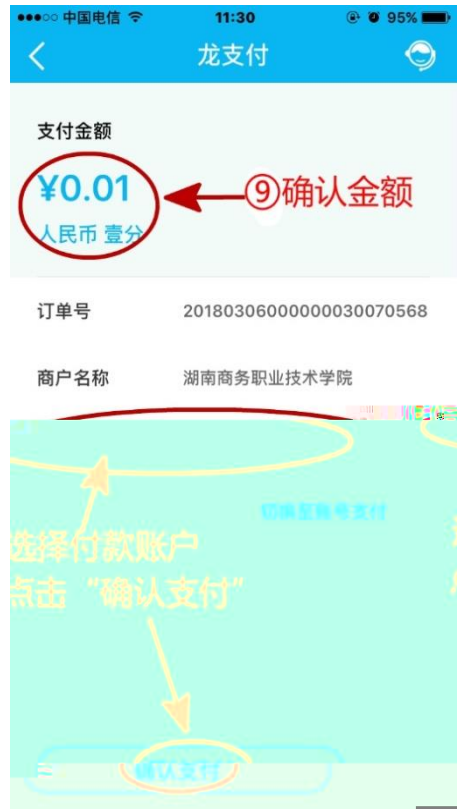 中国电信 11:30 95%
龙支付
支付金额
¥0.01
⑨确认金额
人民币 壹分
订单号 20180306000000030070568
商户名称 湖南商务职业技术学院
切换至账号支付
选择付款账户
点击“确认支付”
确认支付